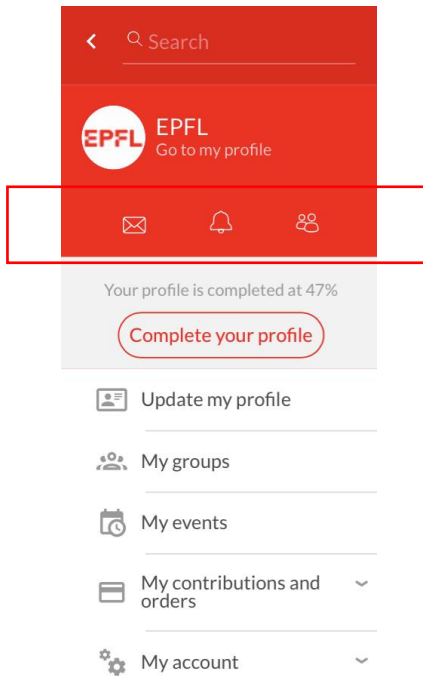 Search
EPFL
EPFL
Go to my profile
Your profile is completed at 47%
Complete your profile
Update my profile
My groups
My events
My contributions and
orders
My account